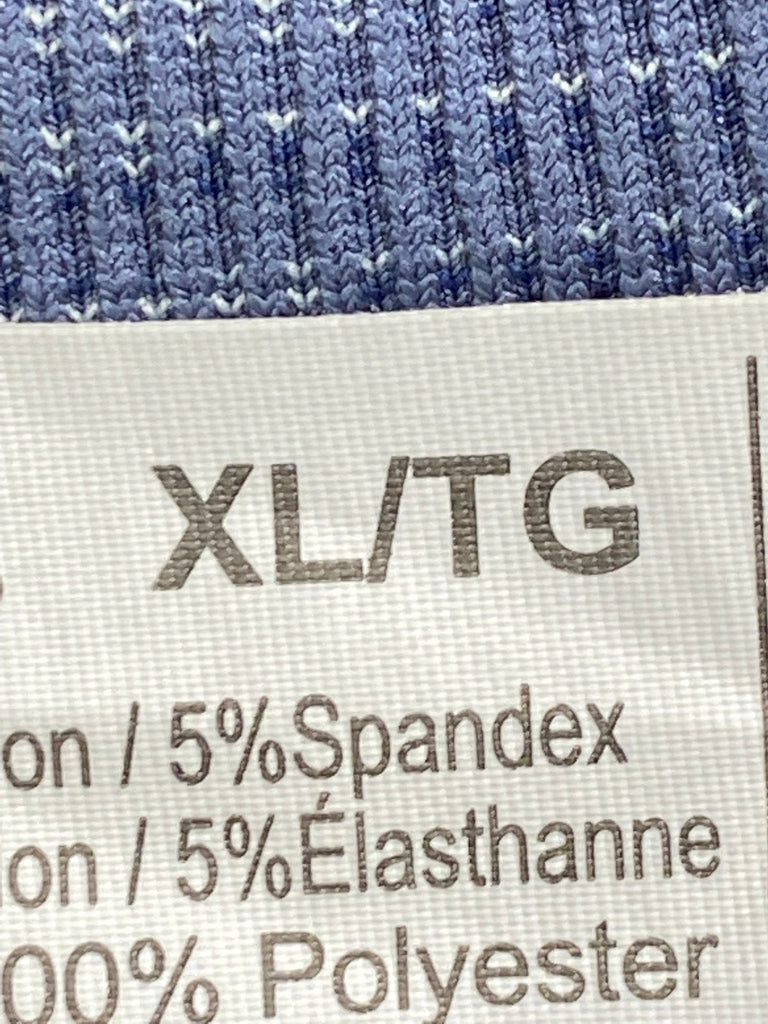 XL/TG
on / 5%Spandex
on / 5%Élasthanne
00% Polyester